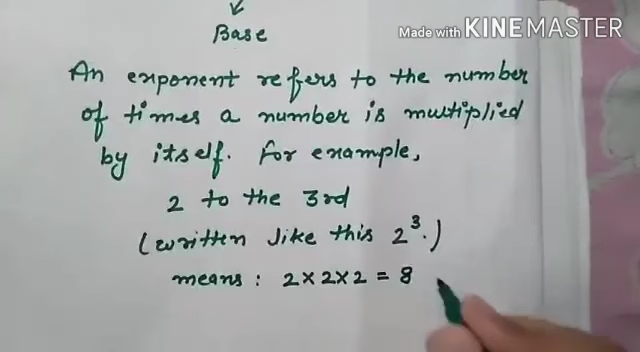 Made with KINEMASTER
Base
An exponent refers to the number
of times a number is multiplied
by itself. For example,
2 to the 3rd
(written like this 2³.)
means: 2×2×2 = 8